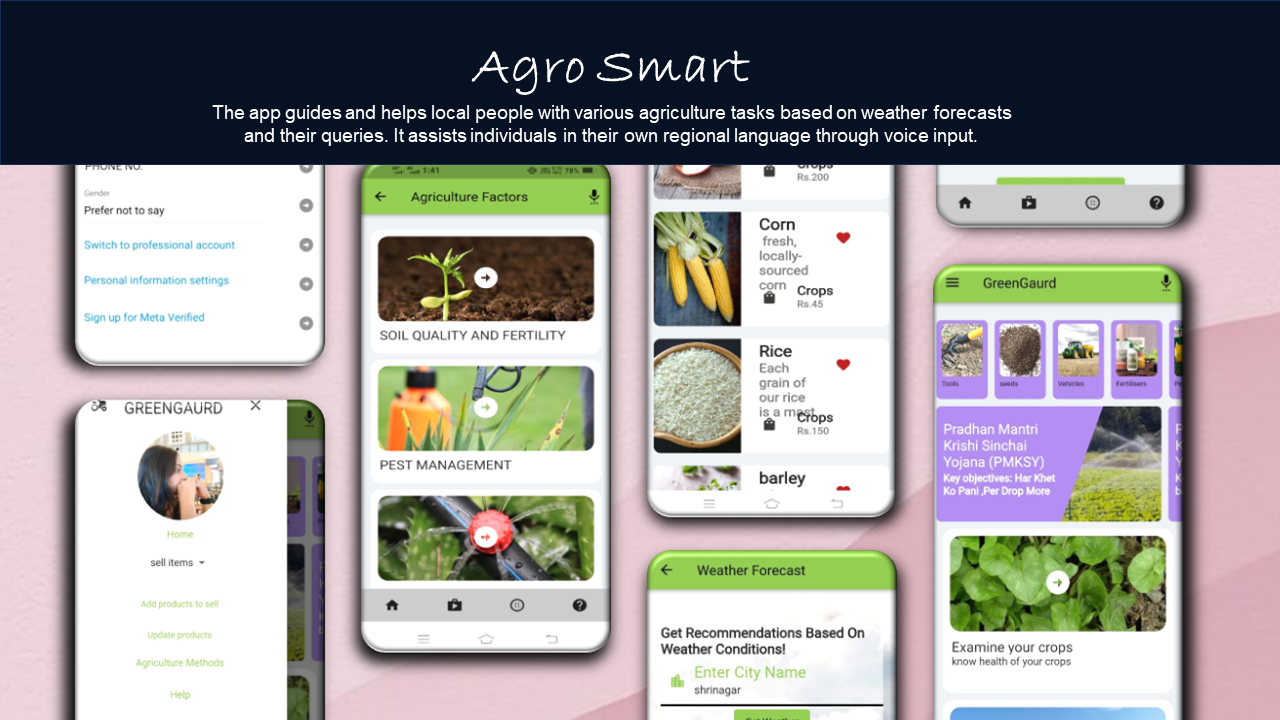 Agro Smart
The app guides and helps local people with various agriculture tasks based on weather forecasts
and their queries. It assists individuals in their own regional language through voice input.
PHONE NO.
Gender
Prefer not to say
Switch to professional account
Personal information settings
Sign up for Meta Verified
GREENGAURD
Home
sell items
Add products to sell
Update products
Agriculture Methods
Help
1:41
78%
Agriculture Factors
SOIL QUALITY AND FERTILITY
PEST MANAGEMENT
Crops
Rs.200
Corn
fresh,
locally-
sourced
corn
Crops
Rs.45
Rice
Each
grain of
our rice
is a mast
Crops
Rs.150
barley
Weather Forecast
Get Recommendations Based On
Weather Conditions!
Enter City Name
shrinagar
Get Weather
GreenGaurd
Tools
seeds
Vehicles
Fertilisers
Pradhan Mantri
Krishi Sinchai
Yojana (PMKSY)
Key objectives: Har Khet
Ko Pani ,Per Drop More
Examine your crops
know health of your crops